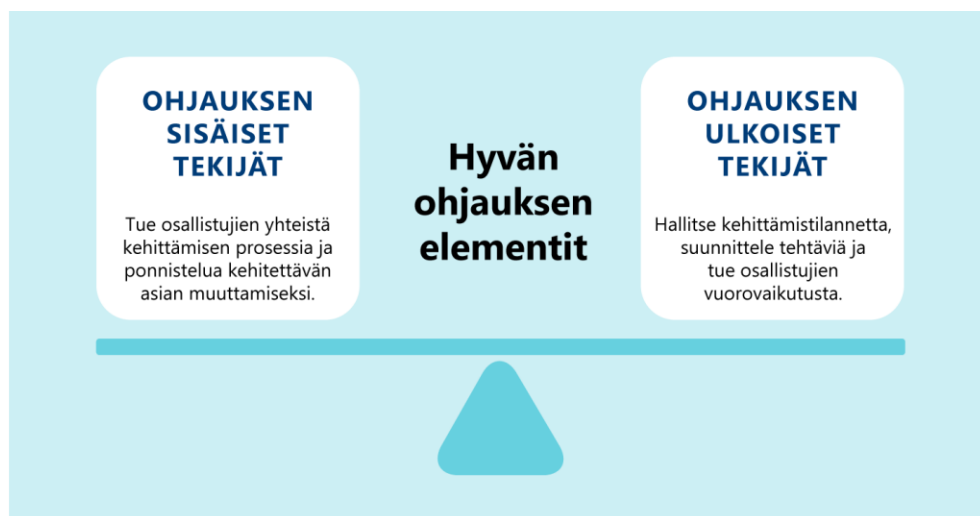 OHJAUKSEN
SISÄISET
TEKIJÄT
Tue osallistujien yhteistä
kehittämisen prosessia ja
ponnistelua kehitettävän
asian muuttamiseksi.
Hyvän
ohjauksen
elementit
OHJAUKSEN
ULKOISET
TEKIJÄT
Hallitse kehittämistilannetta,
suunnittele tehtäviä ja
tue osallistujien
vuorovaikutusta.